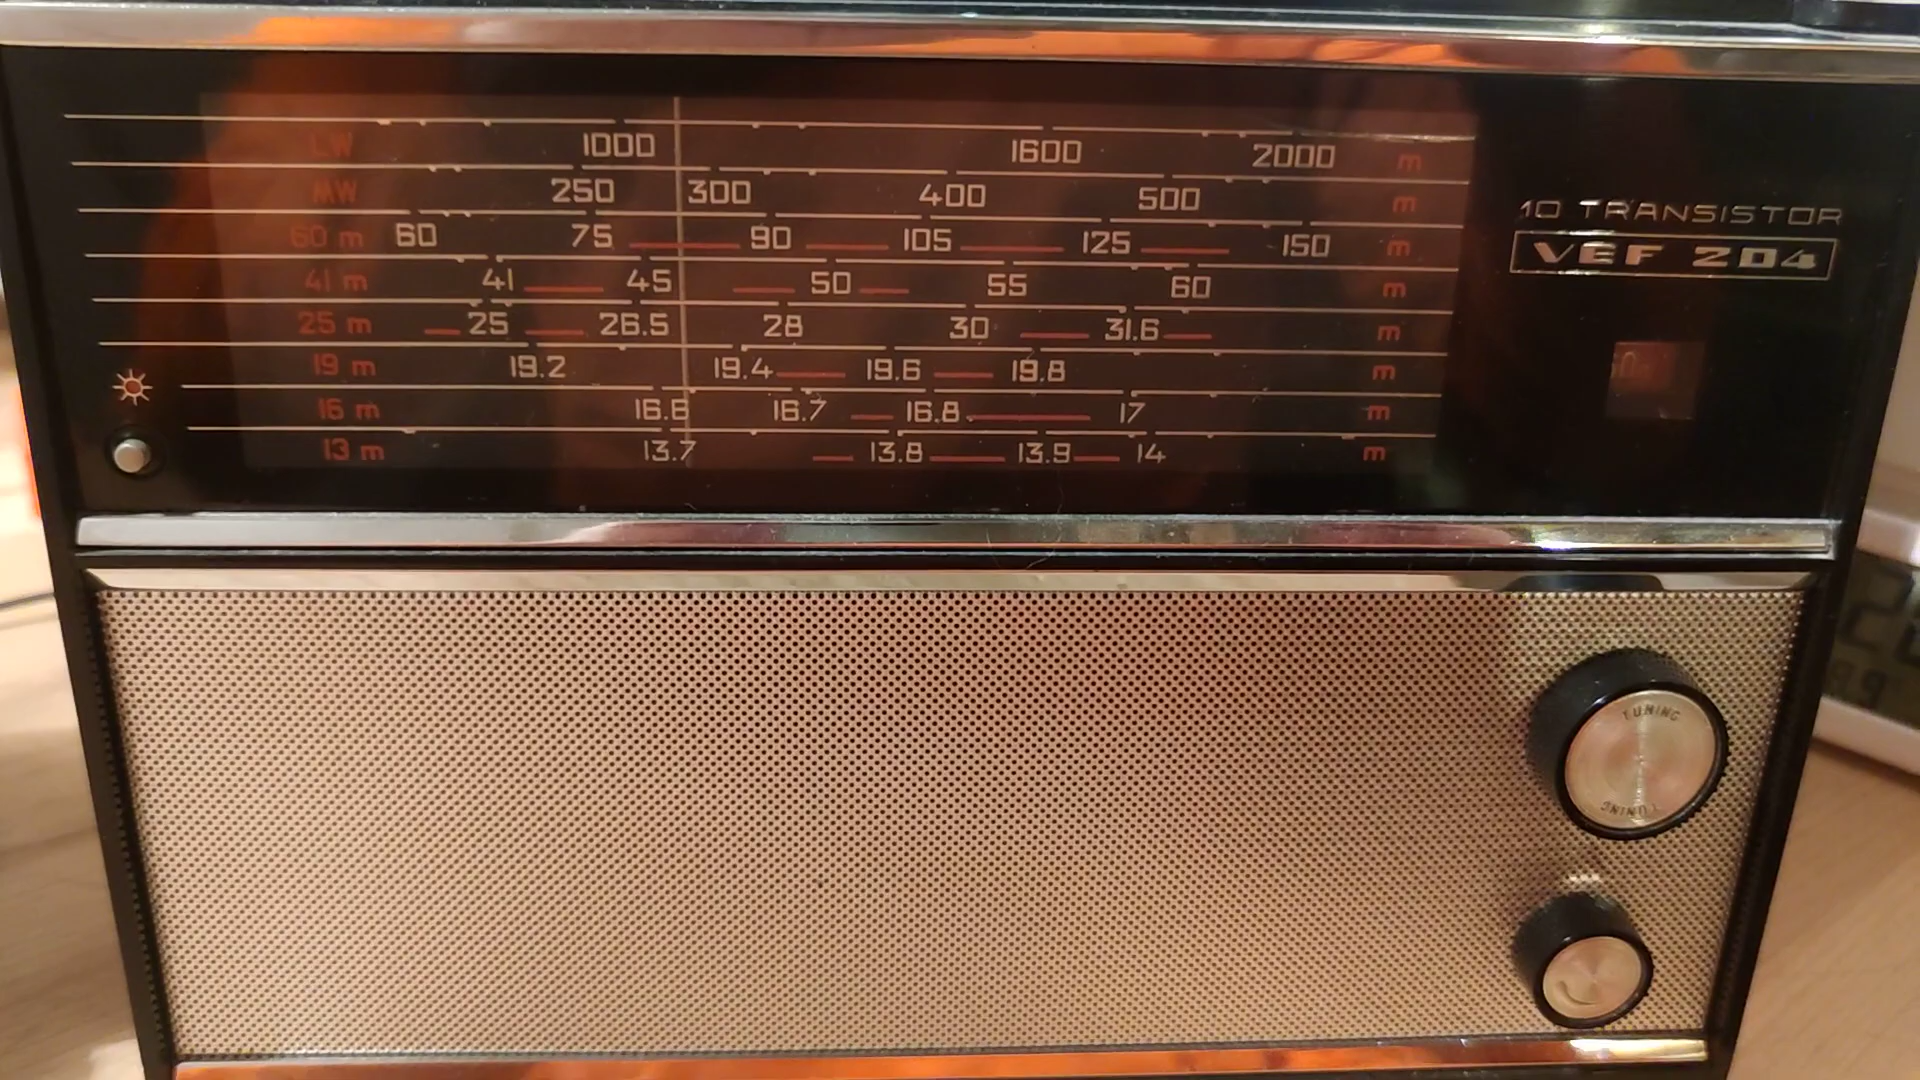 LW 1000 1600 2000 m
MW 250 300 400 500 m
60 m 60 75 90 105 125 150 m
41 m 41 45 50 55 60 m
25 m 25 26.5 28 30 31.6 m
19 m 19.2 19.4 19.6 19.8 m
16 m 16.6 16.7 16.8 17 m
13 m 13.7 13.8 13.9 14 m
10 TRANSISTOR
VEF 204
TUNING
TUNING